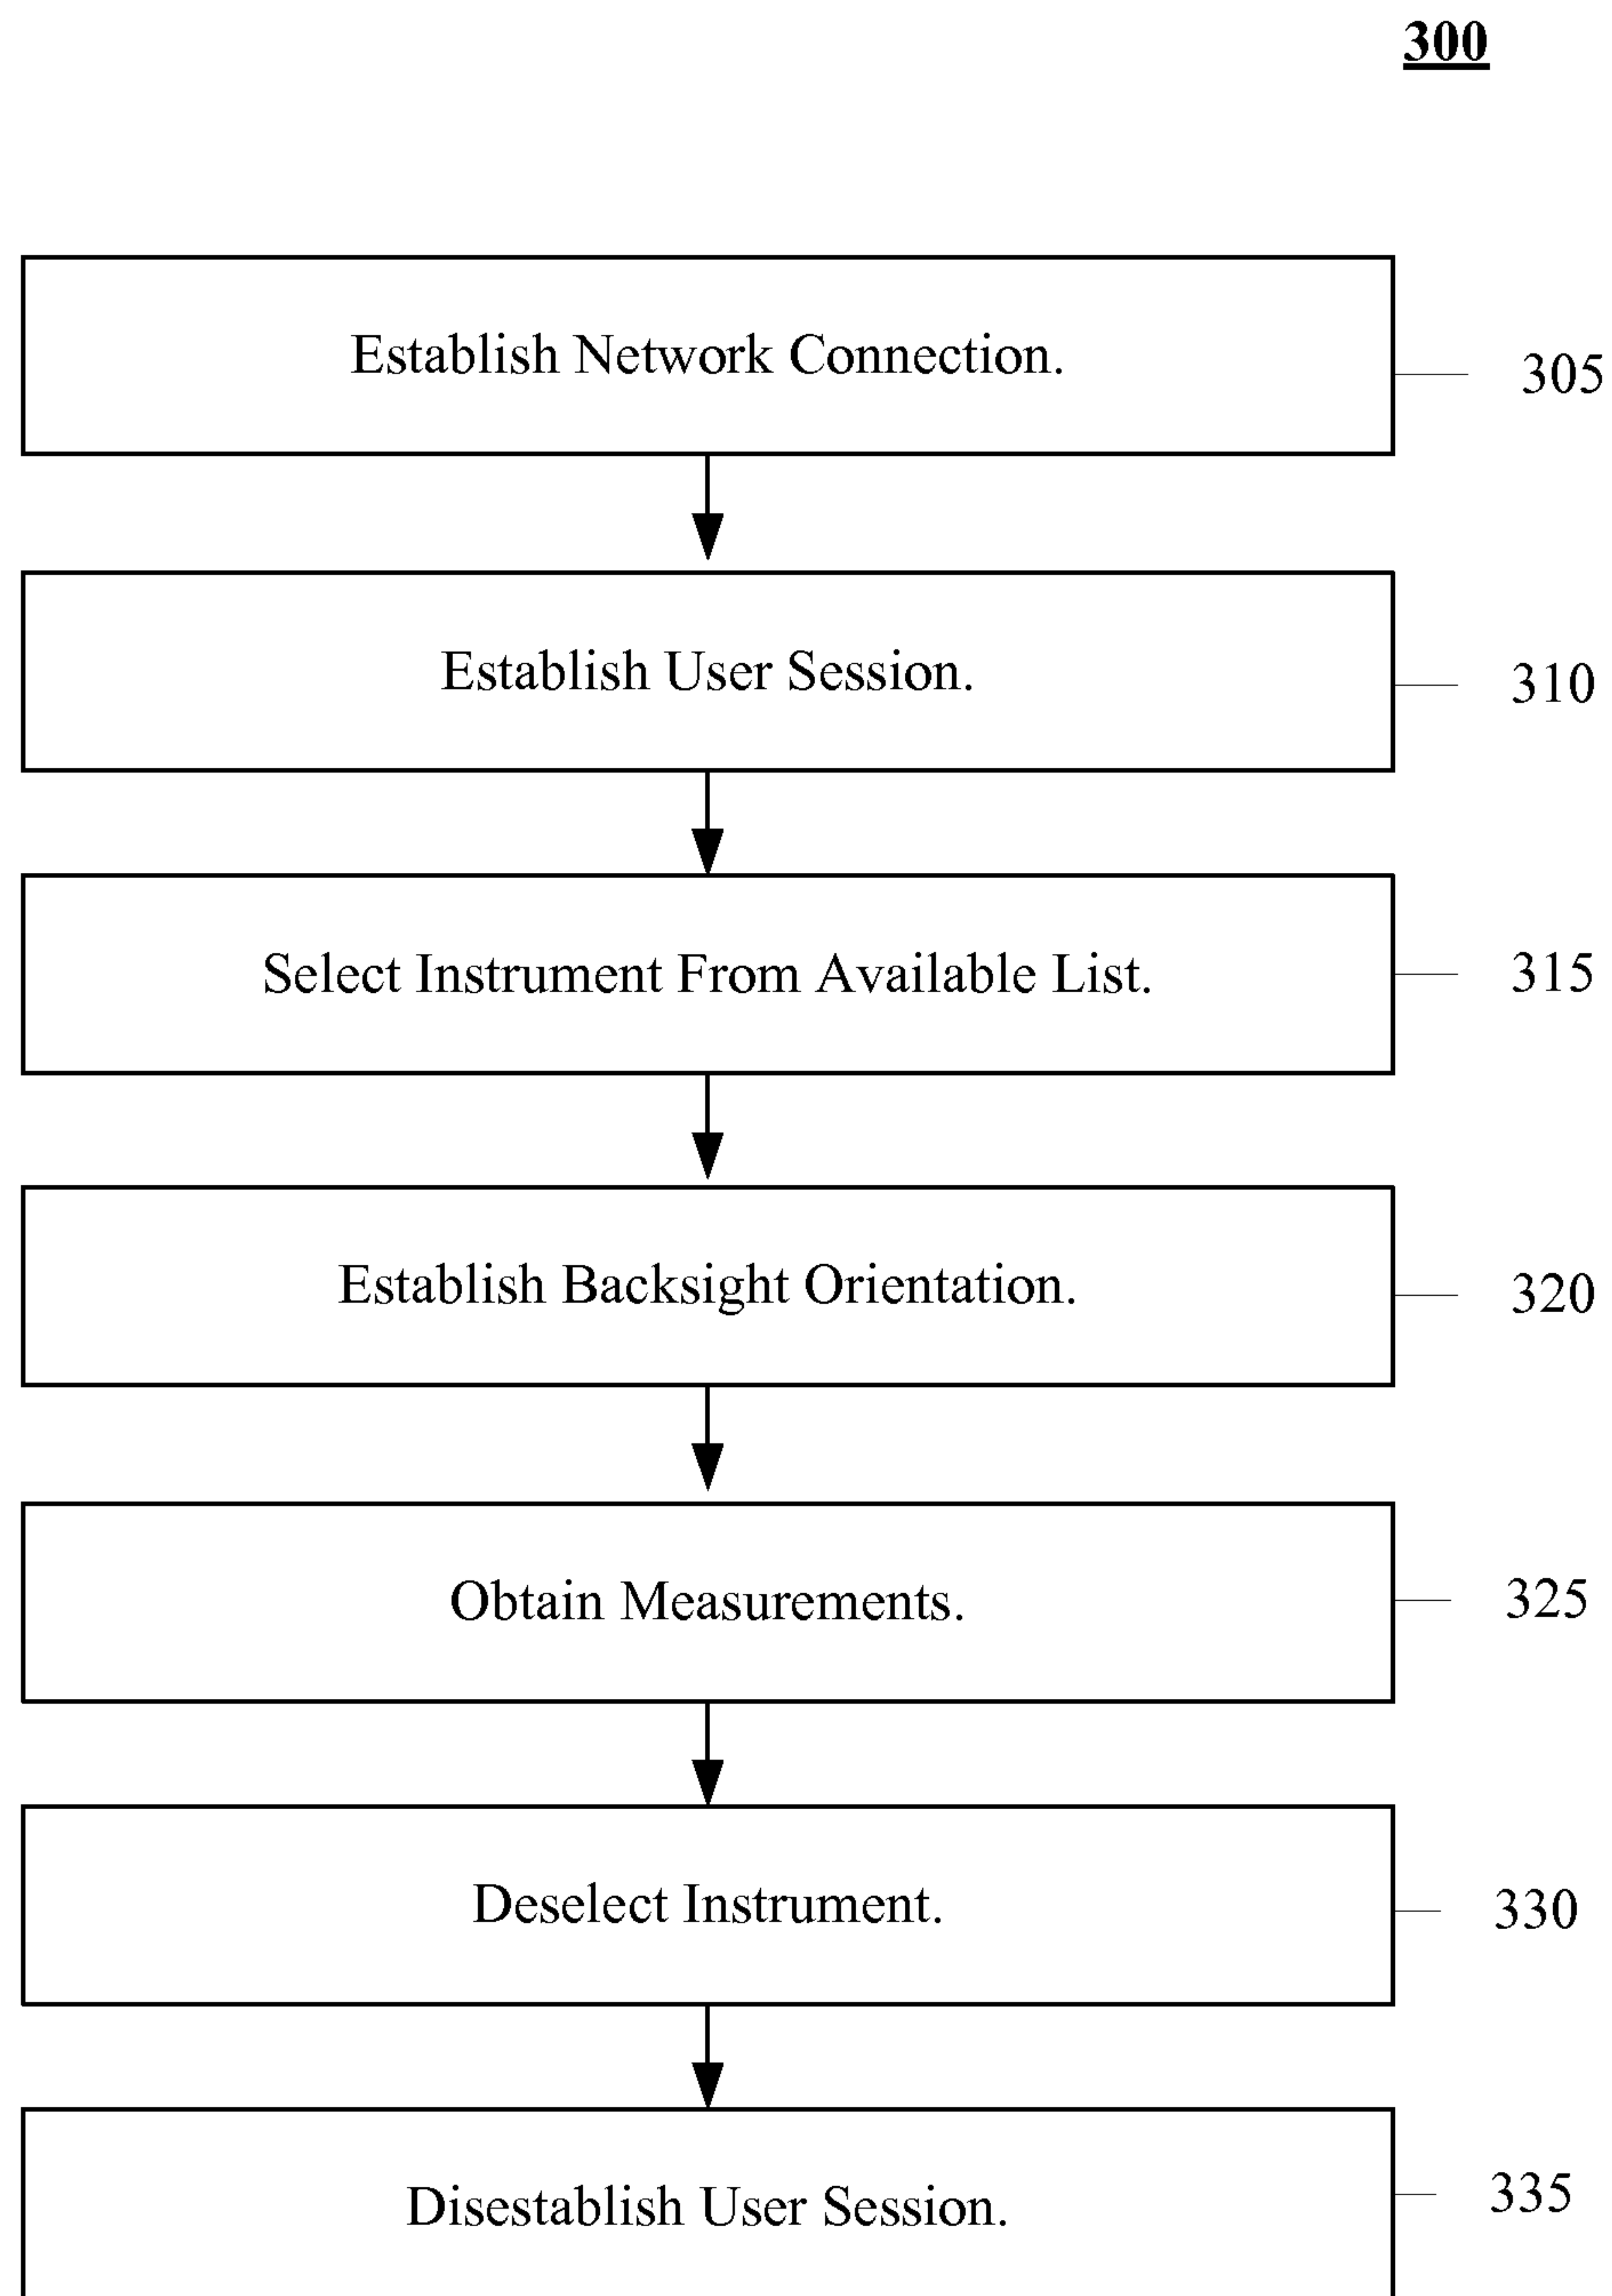 300
Establish Network Connection.
305
Establish User Session.
310
Select Instrument From Available List.
315
Establish Backsight Orientation.
320
Obtain Measurements.
325
Deselect Instrument.
330
Disestablish User Session.
335